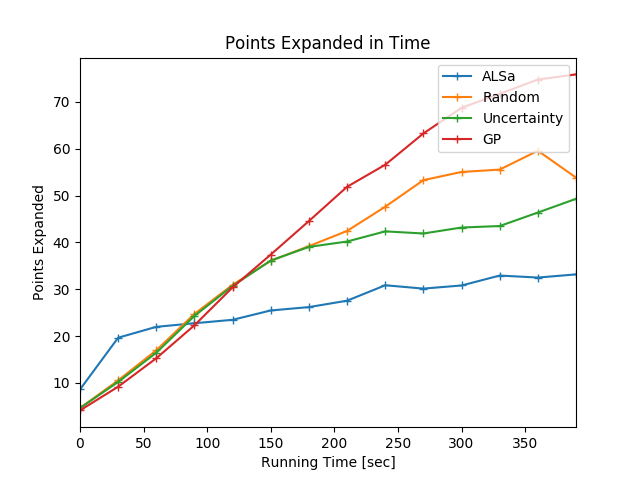 Points Expanded in Time
Points Expanded
70
60
50
40
30
20
10
ALSa
Random
Uncertainty
GP
0
50
100
150
200
250
300
350
Running Time [sec]